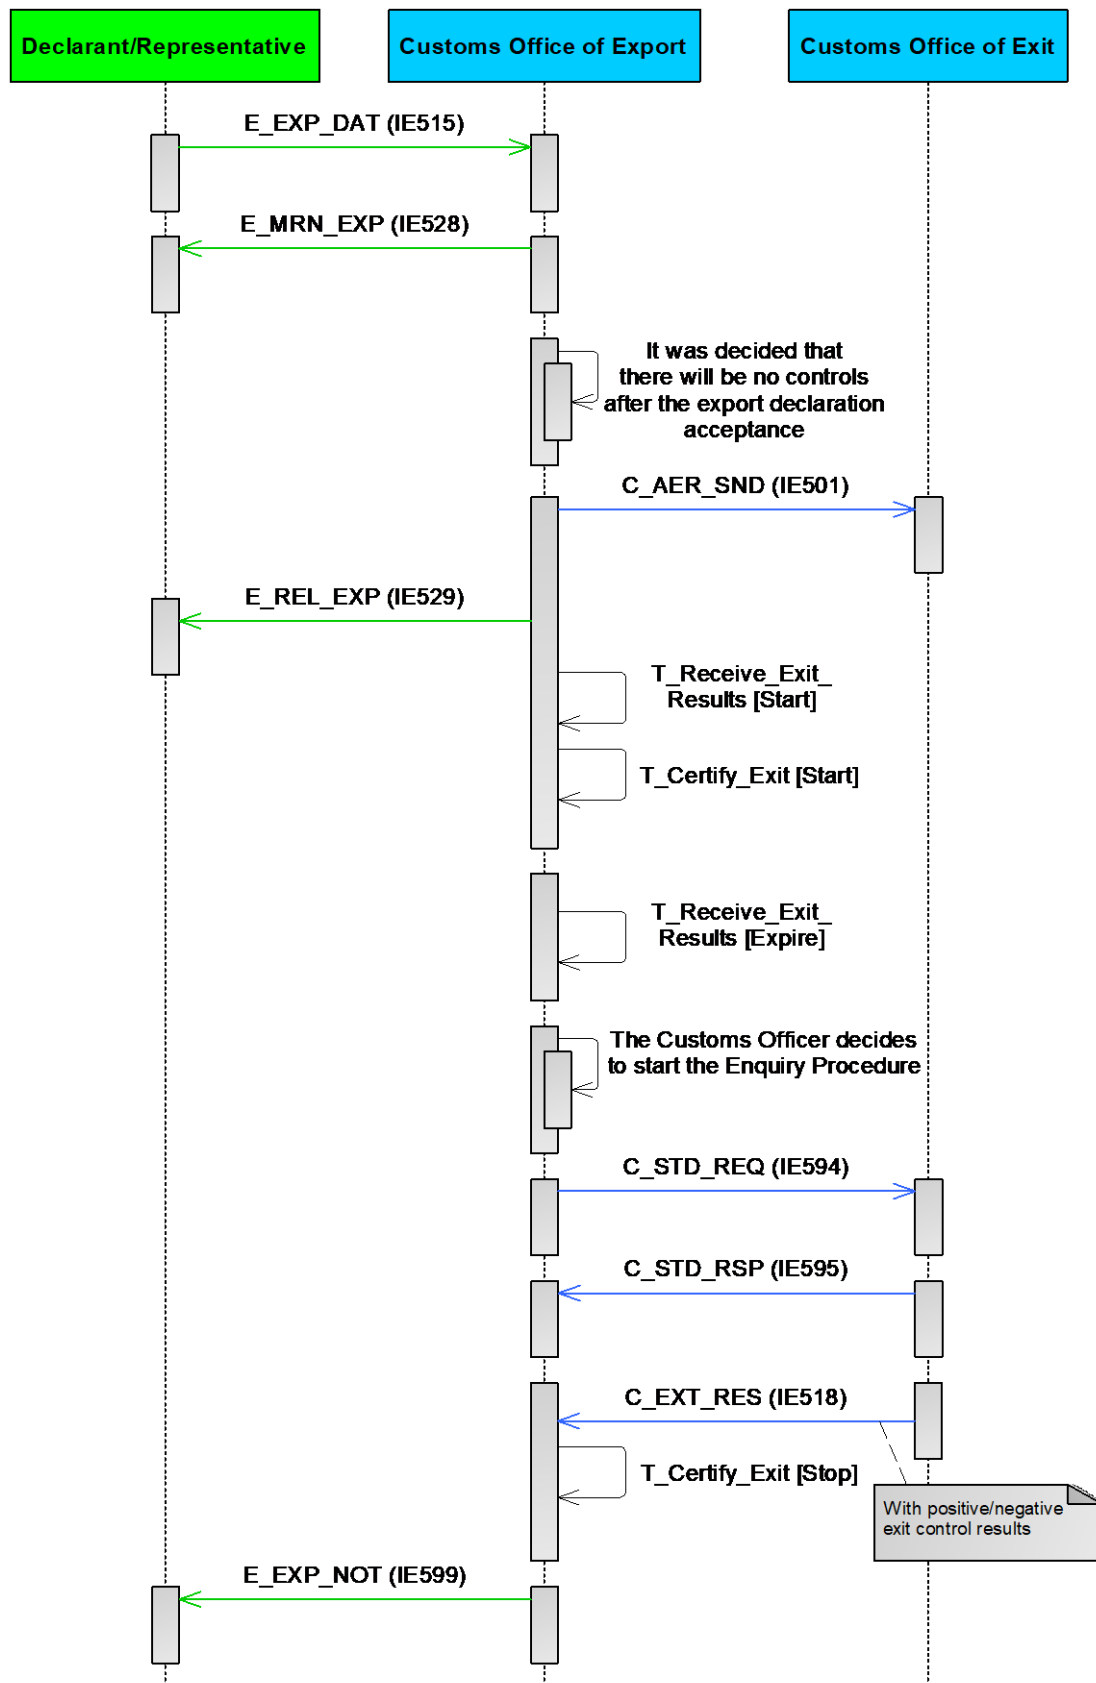 Declarant/Representative
Customs Office of Export
Customs Office of Exit
E_EXP_DAT (IE515)
E_MRN_EXP (IE528)
It was decided that
there will be no controls
after the export declaration
acceptance
C_AER_SND (IE501)
E_REL_EXP (IE529)
T_Receive_Exit_
Results [Start]
T_Certify_Exit [Start]
T_Receive_Exit_
Results [Expire]
The Customs Officer decides
to start the Enquiry Procedure
C_STD_REQ (IE594)
C_STD_RSP (IE595)
C_EXT_RES (IE518)
T_Certify_Exit [Stop]
With positive/negative
exit control results
E_EXP_NOT (IE599)